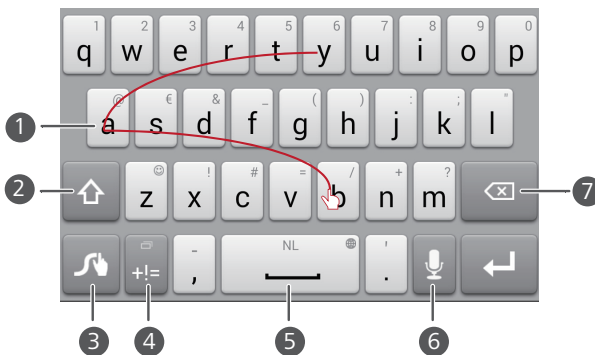 1 2 3 4 5 6 7 8 9 0
q w e r t y u i o p
@ € & _ ( ) : ; "
a s d f g h j k l
1
! # = / + ?
z x c v b n m
2 7
- NL '
+!= , .
3 4 5 6